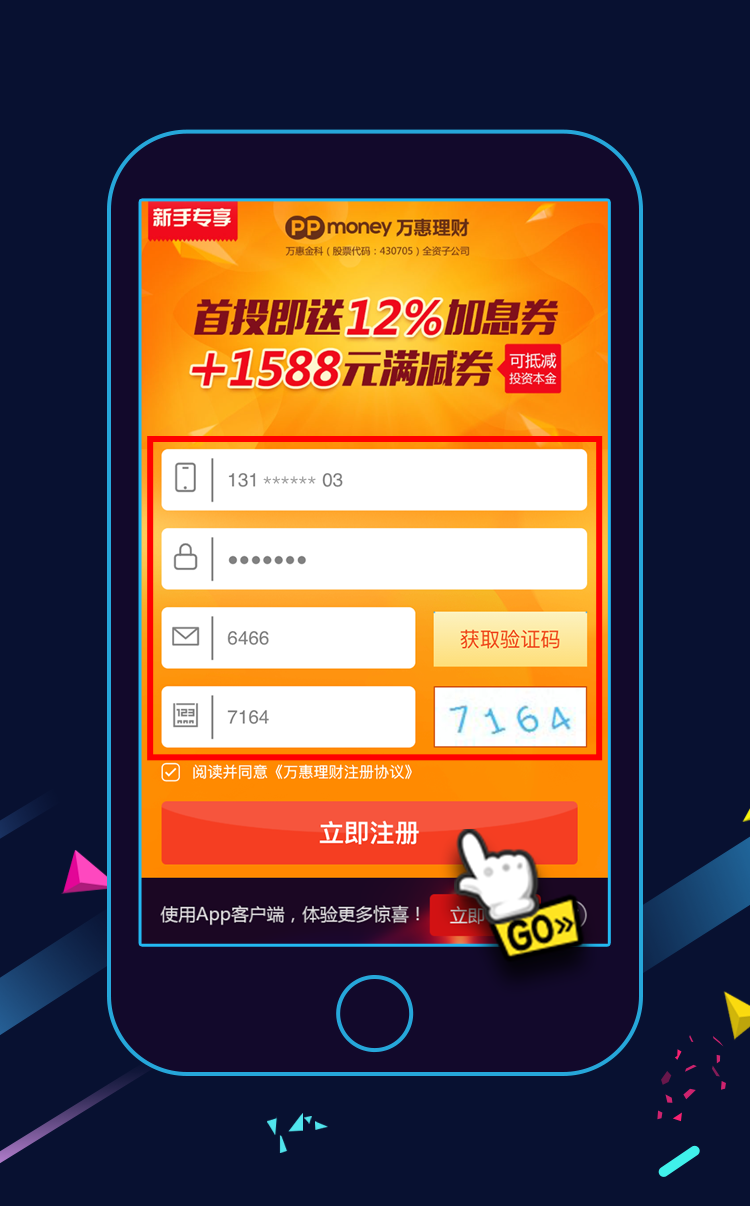 新手专享
PPmoney 万惠理财
万惠金科（股票代码：430705）全资子公司
首投即送12%加息券
+1588元满减券 可抵减
投资本金
131 ****** 03
•••••••
6466 获取验证码
7164 7164
阅读并同意《万惠理财注册协议》
立即注册
使用App客户端，体验更多惊喜！ 立即
GO»